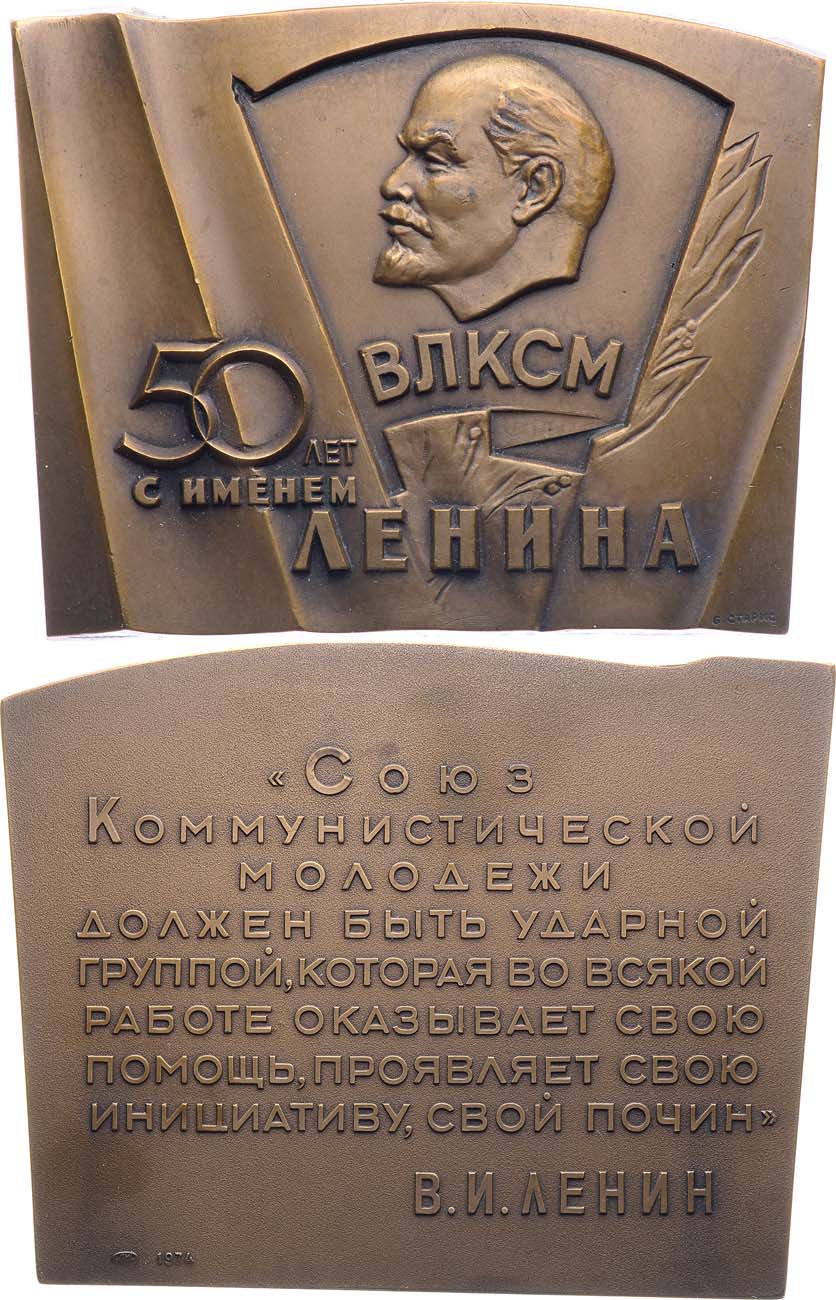 ВЛКСМ
50
ЛЕТ
С ИМЕНЕМ
ЛЕНИНА
«Союз
Коммунистической
молодежи
должен быть ударной
группой, которая во всякой
работе оказывает свою
помощь, проявляет свою
инициативу, свой почин»
В.И.ЛЕНИН
1974